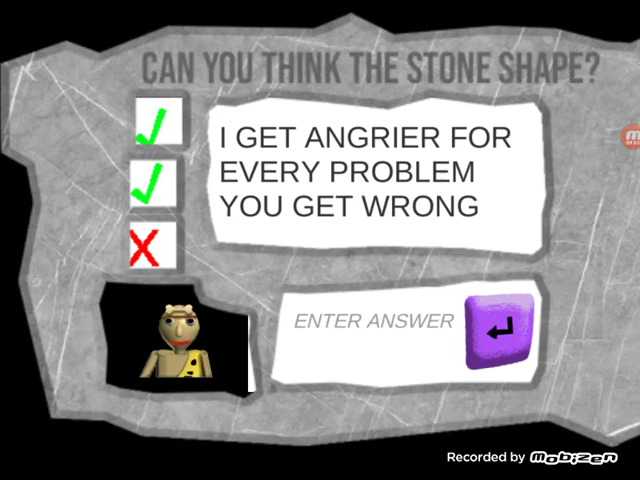 CAN YOU THINK THE STONE SHAPE?
I GET ANGRIER FOR
EVERY PROBLEM
YOU GET WRONG
ENTER ANSWER
Recorded by mobizen